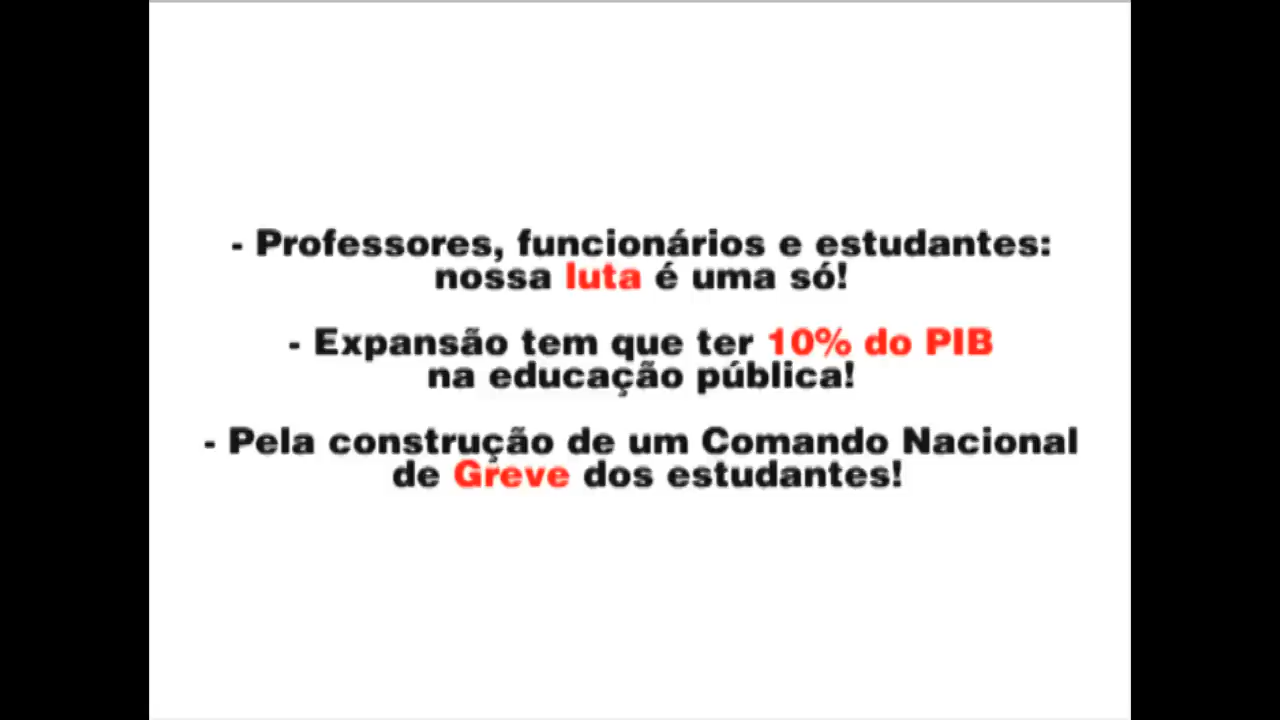 - Professores, funcionários e estudantes:
nossa luta é uma só!
- Expansão tem que ter 10% do PIB
na educação pública!
- Pela construção de um Comando Nacional
de Greve dos estudantes!